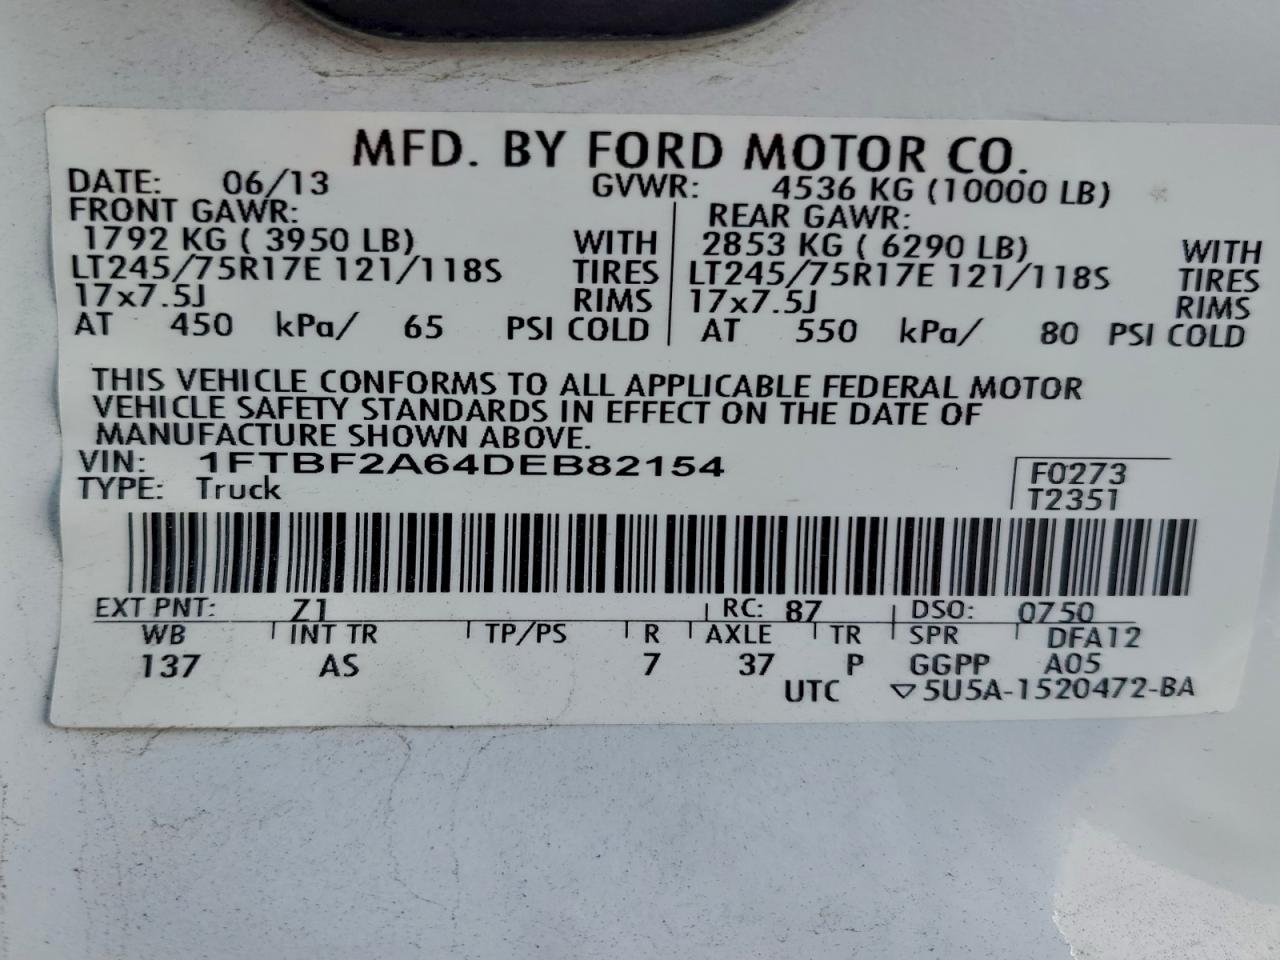 MFD. BY FORD MOTOR CO.
DATE: 06/13 GVWR: 4536 KG (10000 LB)
FRONT GAWR: REAR GAWR:
1792 KG ( 3950 LB) WITH 2853 KG ( 6290 LB) WITH
LT245/75R17E 121/118S TIRES LT245/75R17E 121/118S TIRES
17x7.5J RIMS 17x7.5J RIMS
AT 450 kPa/ 65 PSI COLD AT 550 kPa/ 80 PSI COLD
THIS VEHICLE CONFORMS TO ALL APPLICABLE FEDERAL MOTOR
VEHICLE SAFETY STANDARDS IN EFFECT ON THE DATE OF
MANUFACTURE SHOWN ABOVE.
VIN: 1FTBF2A64DEB82154
TYPE: Truck
F0273
T2351
EXT PNT: Z1 RC: 87 DSO: 0750
WB INT TR TP/PS R AXLE TR SPR DFA12
137 AS 7 37 P GGPP A05
UTC ▽5U5A-1520472-BA